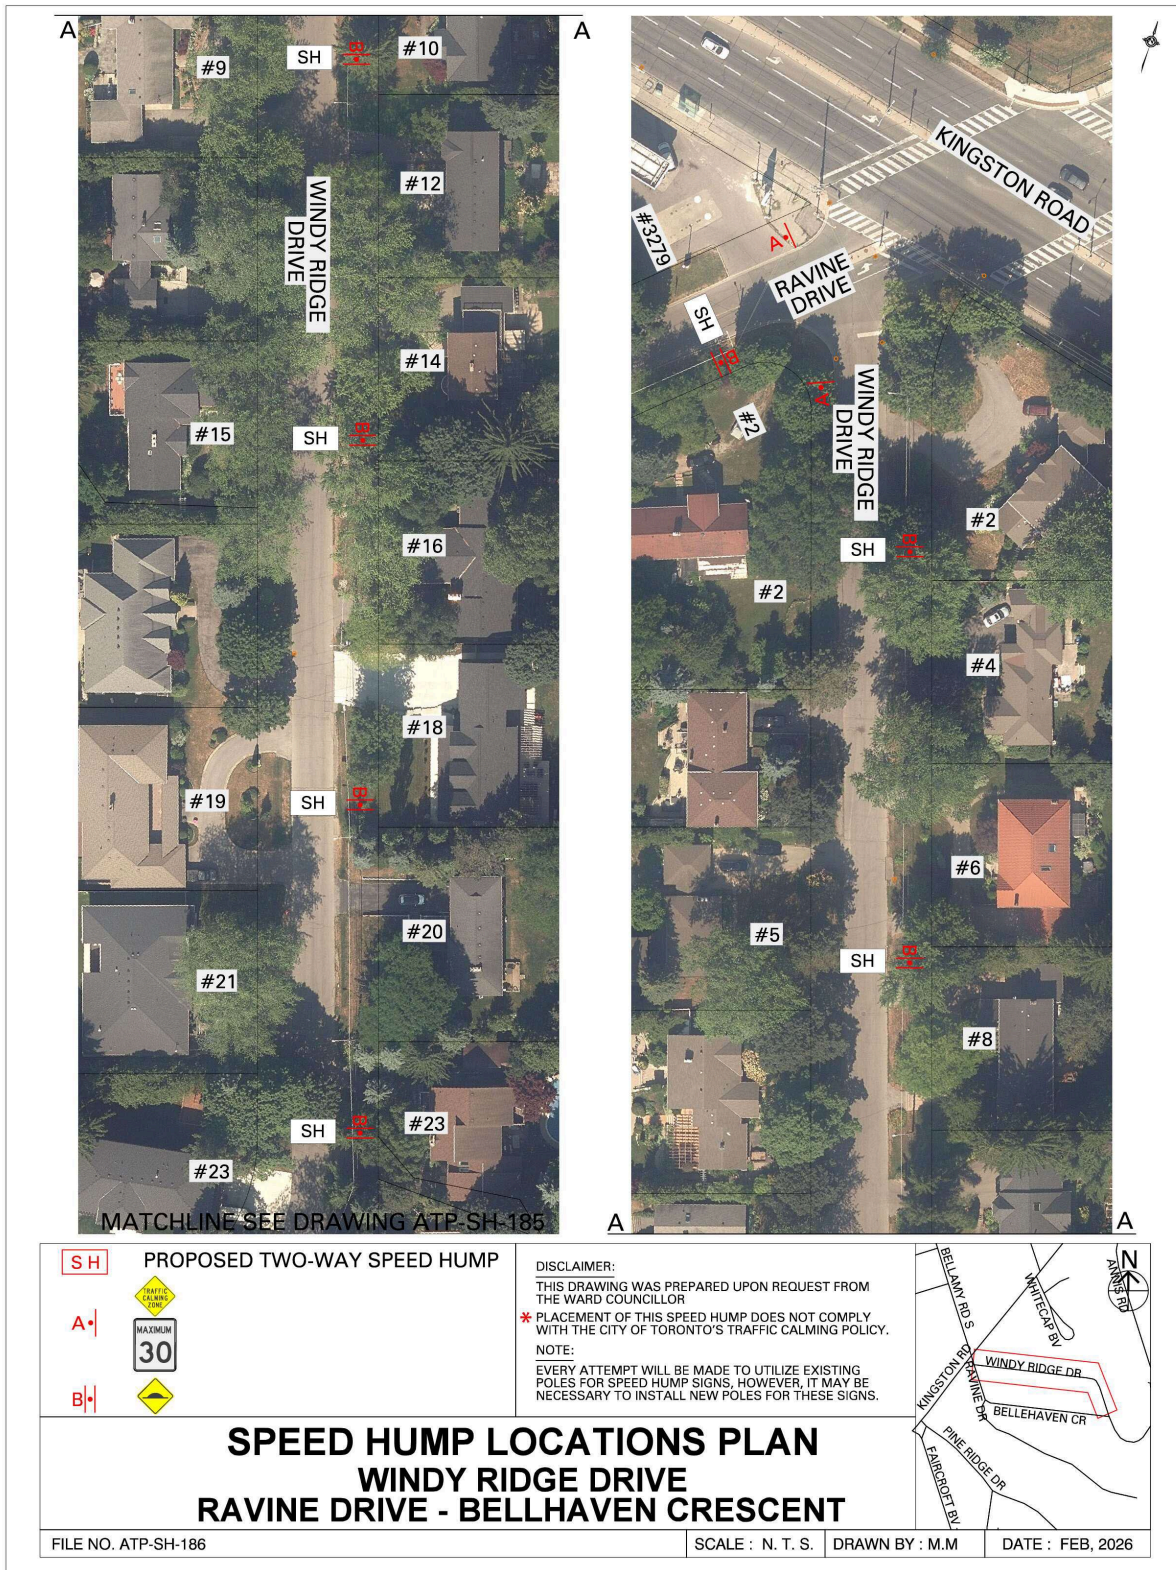 A
A
#9
SH
B
#10
#12
WINDY RIDGE
DRIVE
#14
#15
SH
B
#16
#18
#19
SH
B
#20
#21
SH
B
#23
#23
MATCHLINE SEE DRAWING ATP-SH-185
KINGSTON ROAD
#3279
A
RAVINE
DRIVE
SH
B
A
#2
WINDY RIDGE
DRIVE
#2
SH
B
#2
#4
#6
#5
SH
B
#8
A
A
SH
PROPOSED TWO-WAY SPEED HUMP
TRAFFIC
CALMING
ZONE
A
MAXIMUM
30
B
DISCLAIMER:
THIS DRAWING WAS PREPARED UPON REQUEST FROM
THE WARD COUNCILLOR
* PLACEMENT OF THIS SPEED HUMP DOES NOT COMPLY
WITH THE CITY OF TORONTO'S TRAFFIC CALMING POLICY.
NOTE:
EVERY ATTEMPT WILL BE MADE TO UTILIZE EXISTING
POLES FOR SPEED HUMP SIGNS, HOWEVER, IT MAY BE
NECESSARY TO INSTALL NEW POLES FOR THESE SIGNS.
BELLAMY RD S
WHITECAP BV
ANNIS RD
N
KINGSTON RD
RAVINE DR
WINDY RIDGE DR
BELLEHAVEN CR
PINE RIDGE DR
FAIRCROFT BV
SPEED HUMP LOCATIONS PLAN
WINDY RIDGE DRIVE
RAVINE DRIVE - BELLHAVEN CRESCENT
FILE NO. ATP-SH-186
SCALE : N. T. S.
DRAWN BY : M.M
DATE : FEB, 2026